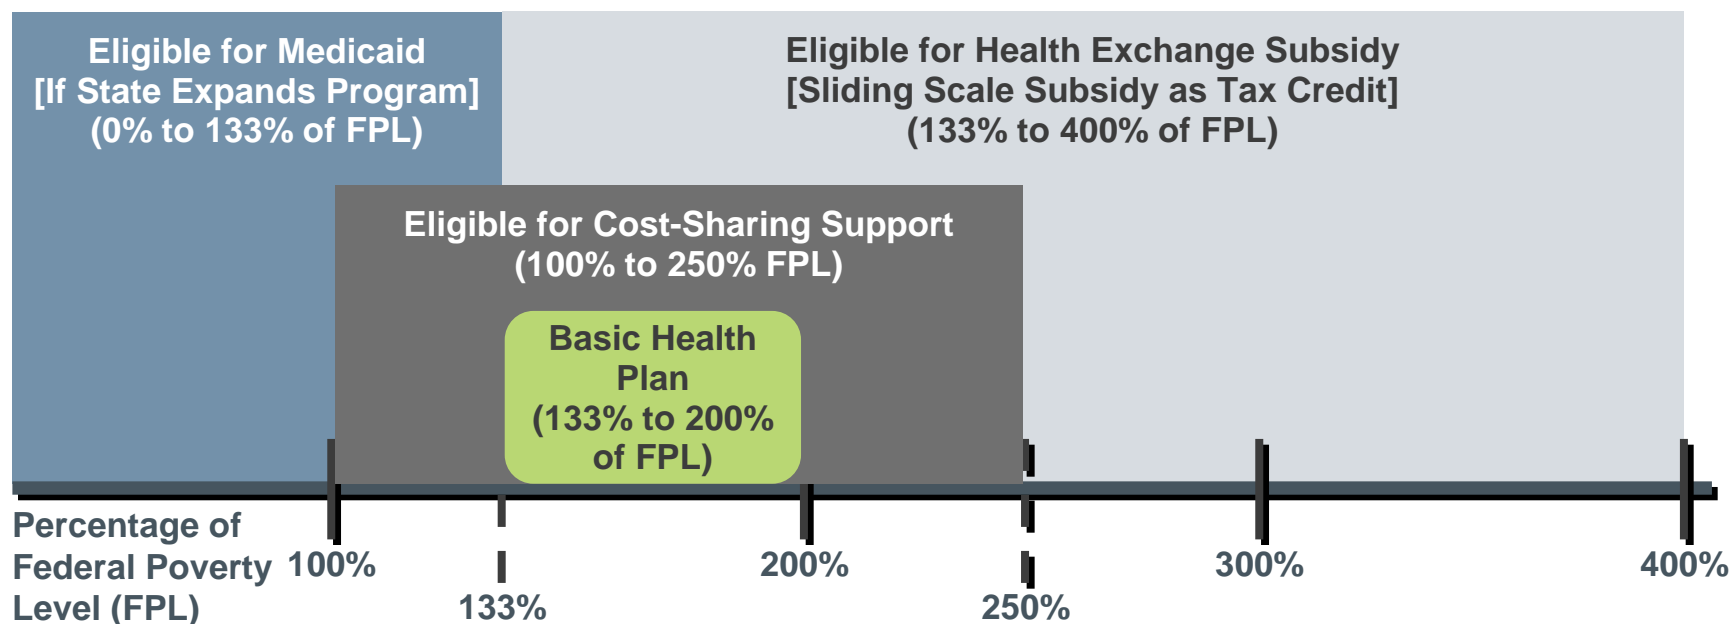 Eligible for Medicaid
[If State Expands Program]
(0% to 133% of FPL)
Eligible for Health Exchange Subsidy
[Sliding Scale Subsidy as Tax Credit]
(133% to 400% of FPL)
Eligible for Cost-Sharing Support
(100% to 250% FPL)
Basic Health
Plan
(133% to 200%
of FPL)
Percentage of
Federal Poverty
Level (FPL)
100%
133%
200%
250%
300%
400%